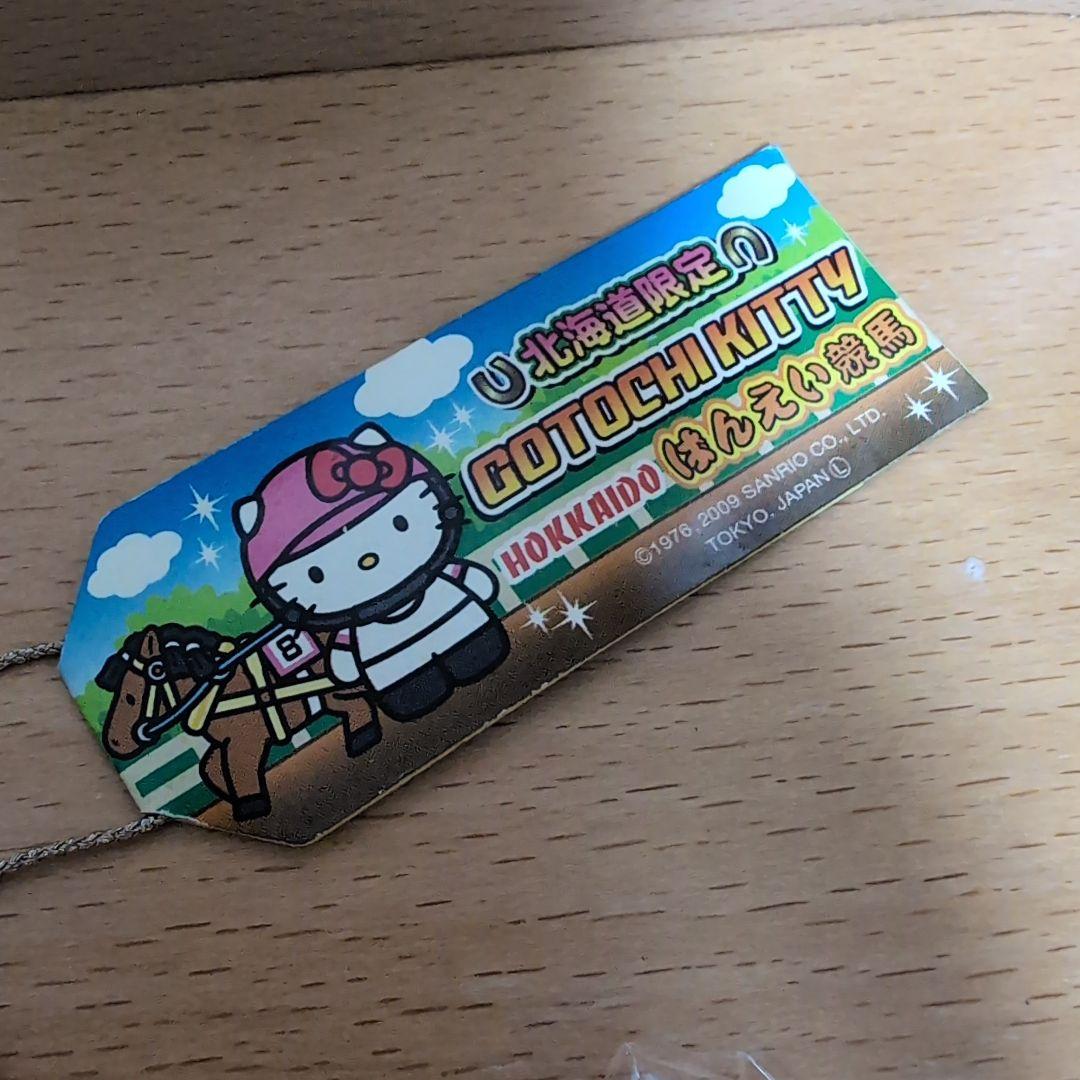 北海道限定
GOTOCHI KITTY
HOKKAIDO ばんえい競馬
©1976, 2009 SANRIO CO., LTD.
TOKYO, JAPAN Ⓛ
8